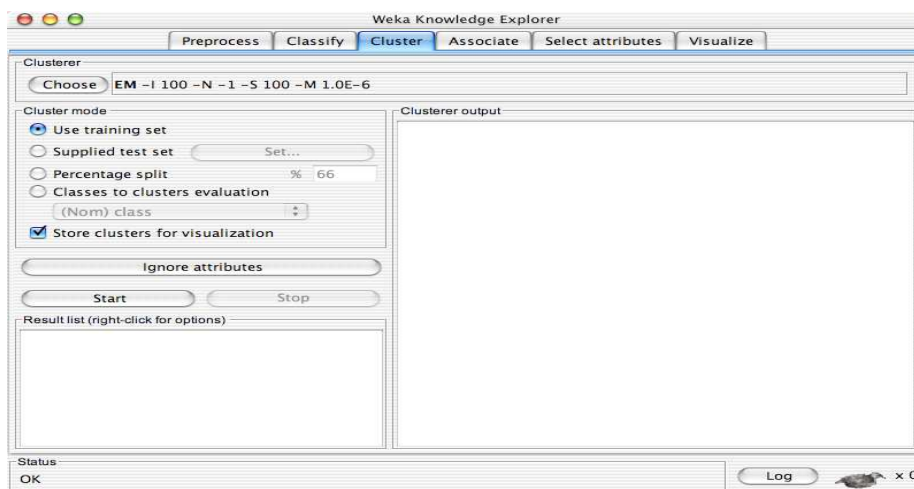 Weka Knowledge Explorer
Preprocess Classify Cluster Associate Select attributes Visualize
Clusterer
Choose EM -I 100 -N -1 -S 100 -M 1.0E-6
Cluster mode
Use training set
Supplied test set Set...
Percentage split % 66
Classes to clusters evaluation
(Nom) class
Store clusters for visualization
Ignore attributes
Start Stop
Result list (right-click for options)
Clusterer output
Status
OK
Log x 0